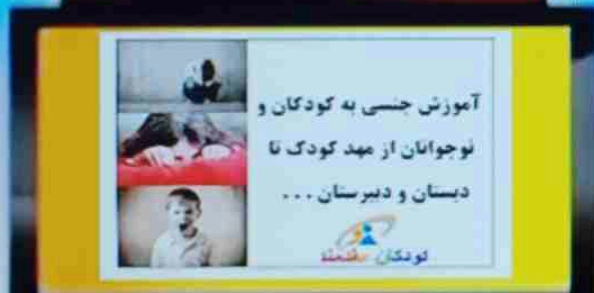 آموزش جنسی به کودکان و
نوجوانان از مهد کودک تا
دبستان و دبیرستان ...
کودکان